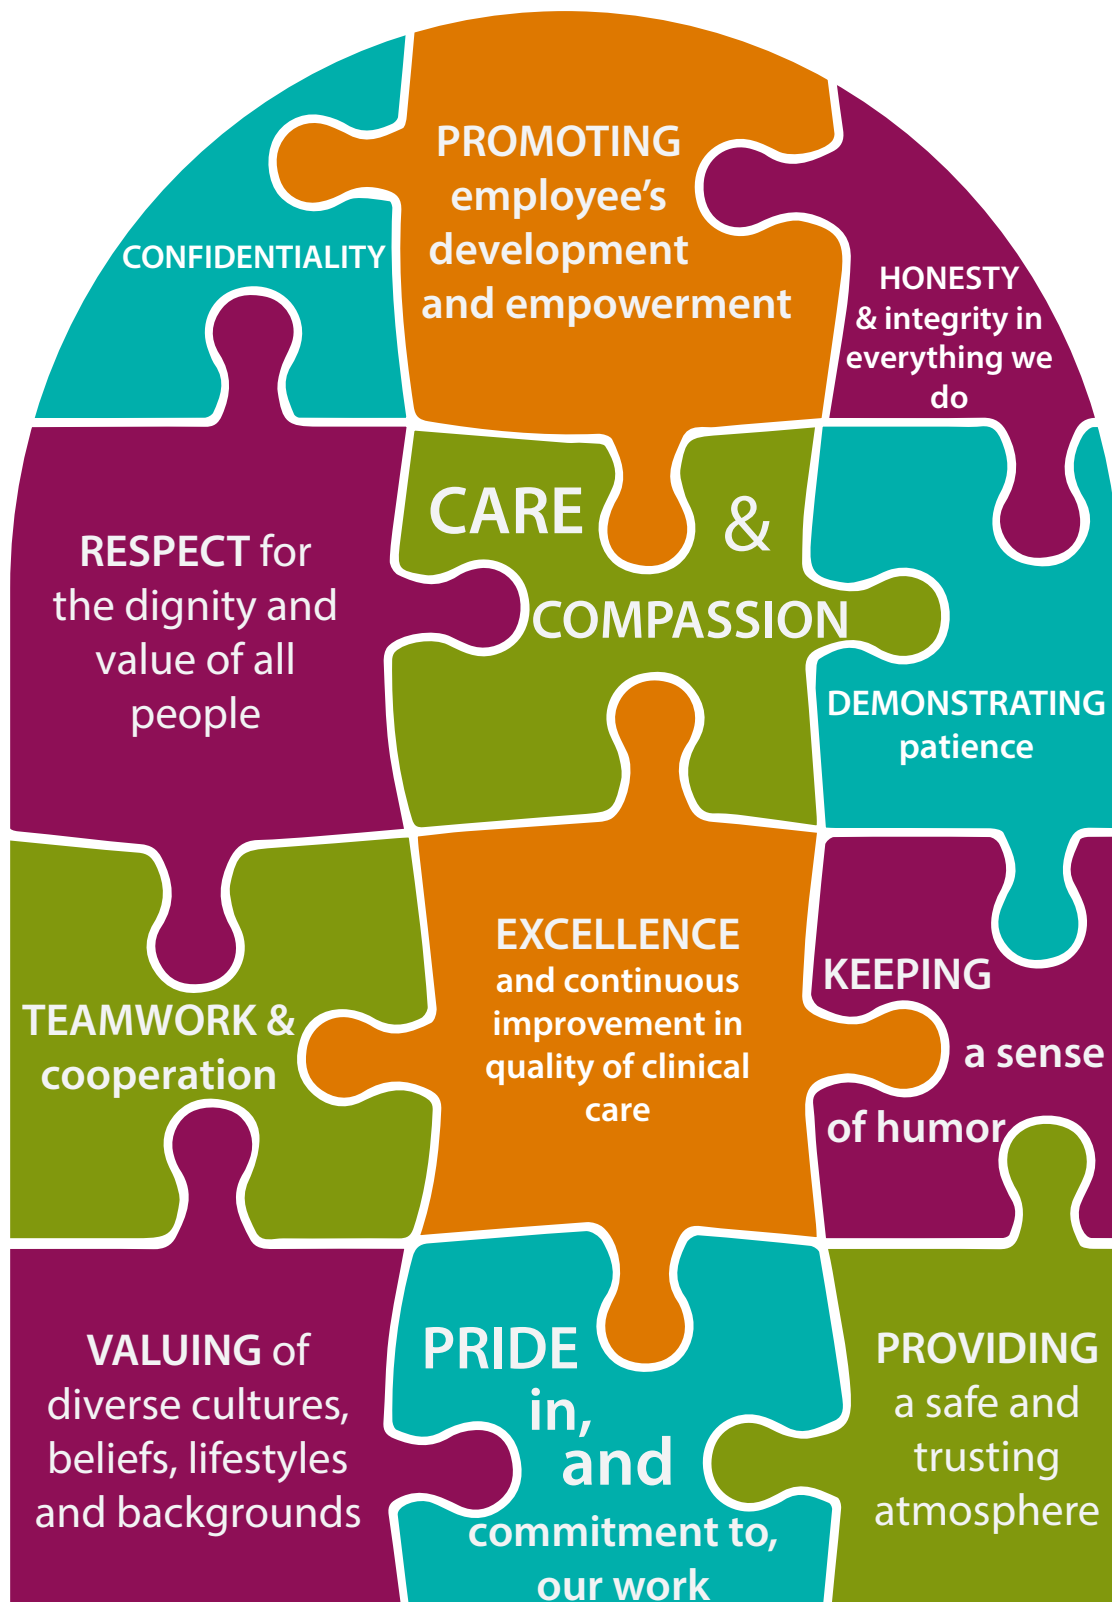 CONFIDENTIALITY
PROMOTING
employee’s
development
and empowerment
HONESTY
& integrity in
everything we
do
RESPECT for
the dignity and
value of all
people
CARE &
COMPASSION
DEMONSTRATING
patience
TEAMWORK &
cooperation
EXCELLENCE
and continuous
improvement in
quality of clinical
care
KEEPING
a sense
of humor
VALUING of
diverse cultures,
beliefs, lifestyles
and backgrounds
PRIDE
in,
and
commitment to,
our work
PROVIDING
a safe and
trusting
atmosphere